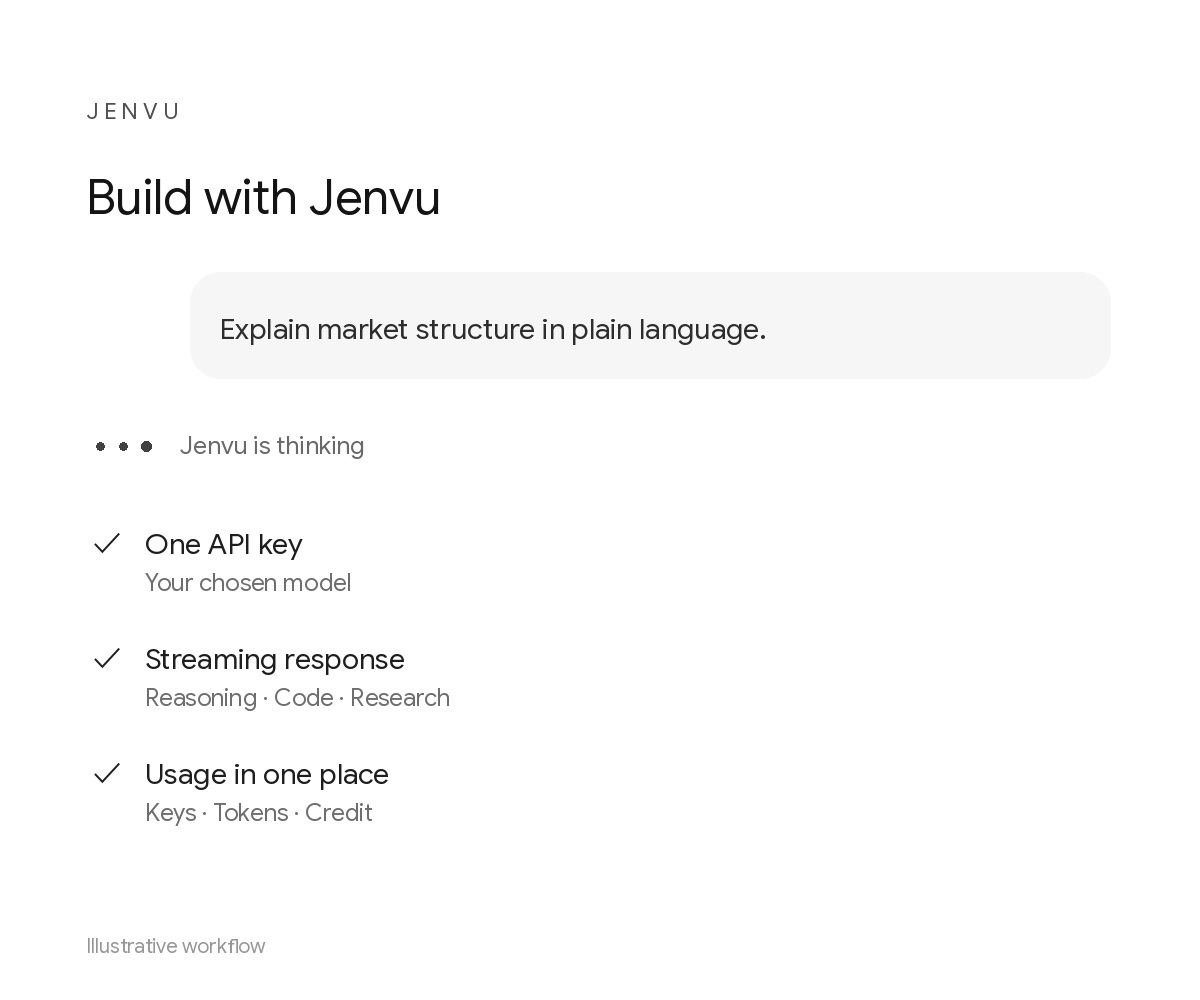 JENVU
Build with Jenvu
Explain market structure in plain language.
Jenvu is thinking
One API key
Your chosen model
Streaming response
Reasoning · Code · Research
Usage in one place
Keys · Tokens · Credit
Illustrative workflow